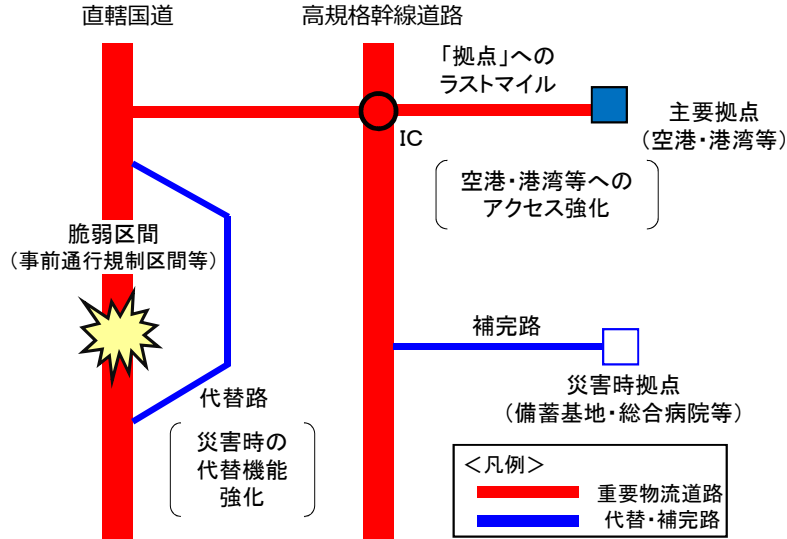 直轄国道
高規格幹線道路
「拠点」への
ラストマイル
主要拠点
(空港・港湾等)
IC
空港・港湾等への
アクセス強化
脆弱区間
(事前通行規制区間等)
補完路
代替路
災害時拠点
(備蓄基地・総合病院等)
災害時の
代替機能
強化
＜凡例＞
重要物流道路
代替・補完路